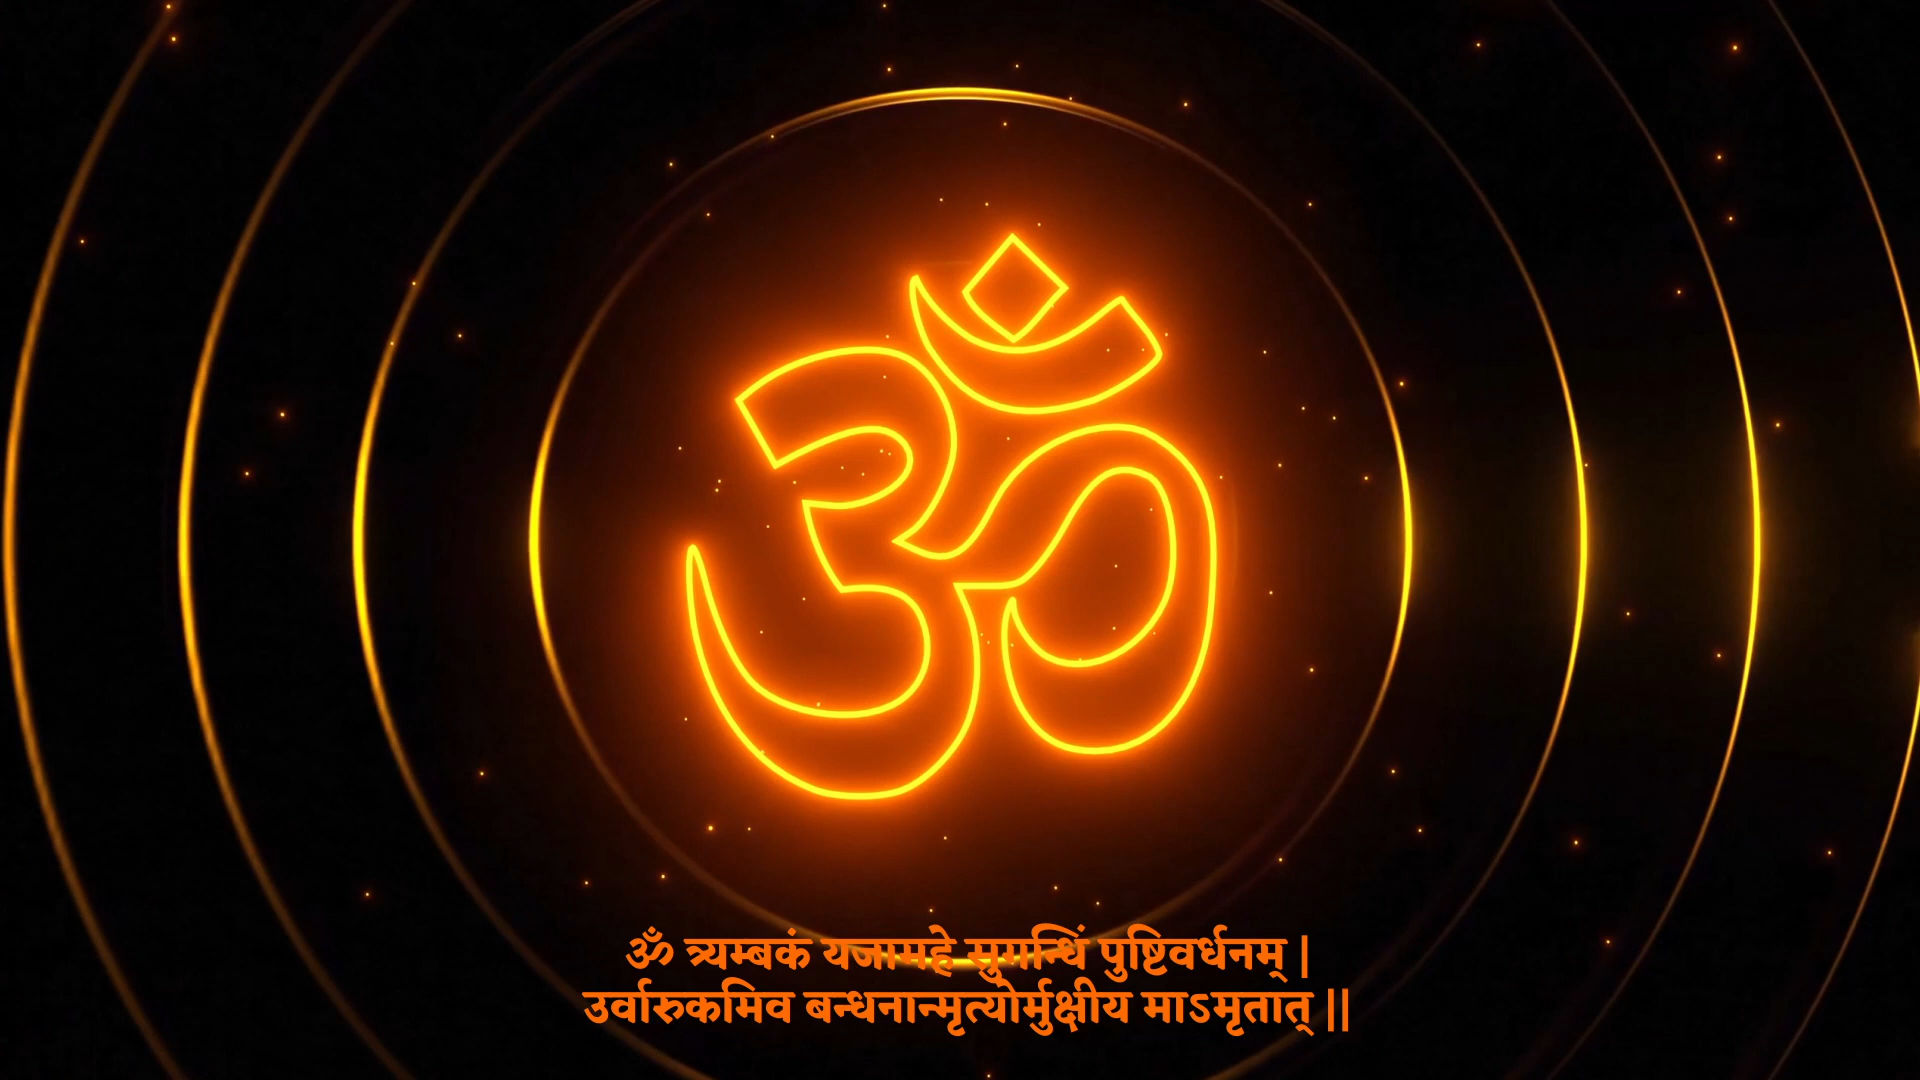 ॐ
ॐ त्र्यम्बकं यजामहे सुगन्धिं पुष्टिवर्धनम् |
उर्वारुकमिव बन्धनान्मृत्योर्मुक्षीय माऽमृतात् ||